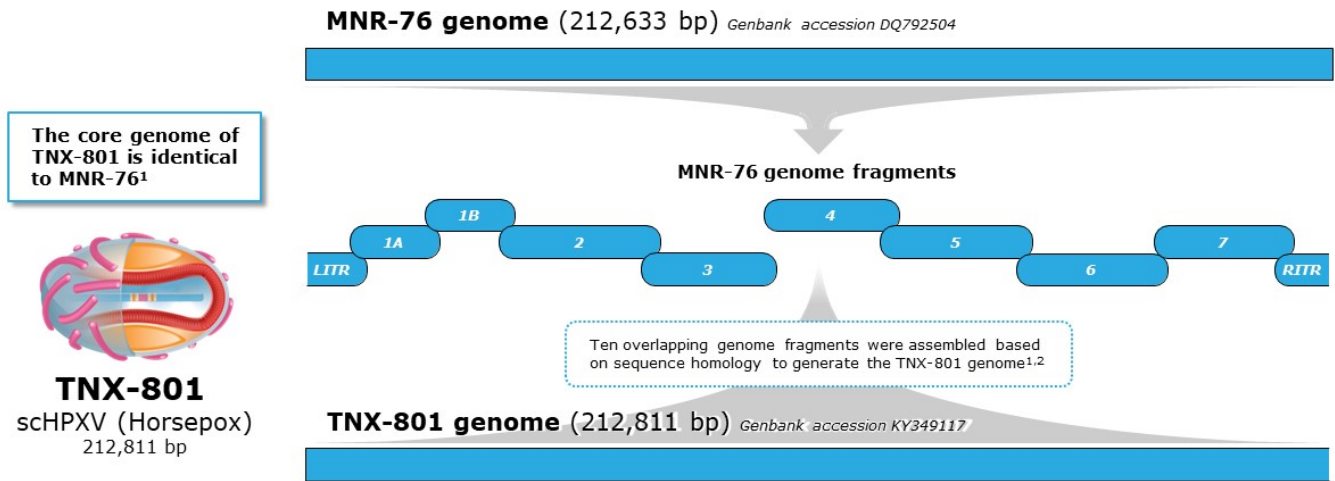 MNR-76 genome (212,633 bp) Genbank accession DQ792504
The core genome of
TNX-801 is identical
to MNR-76¹
MNR-76 genome fragments
LITR
1A
1B
2
3
4
5
6
7
RITR
Ten overlapping genome fragments were assembled based
on sequence homology to generate the TNX-801 genome¹,²
TNX-801
scHPXV (Horsepox)
212,811 bp
TNX-801 genome (212,811 bp) Genbank accession KY349117